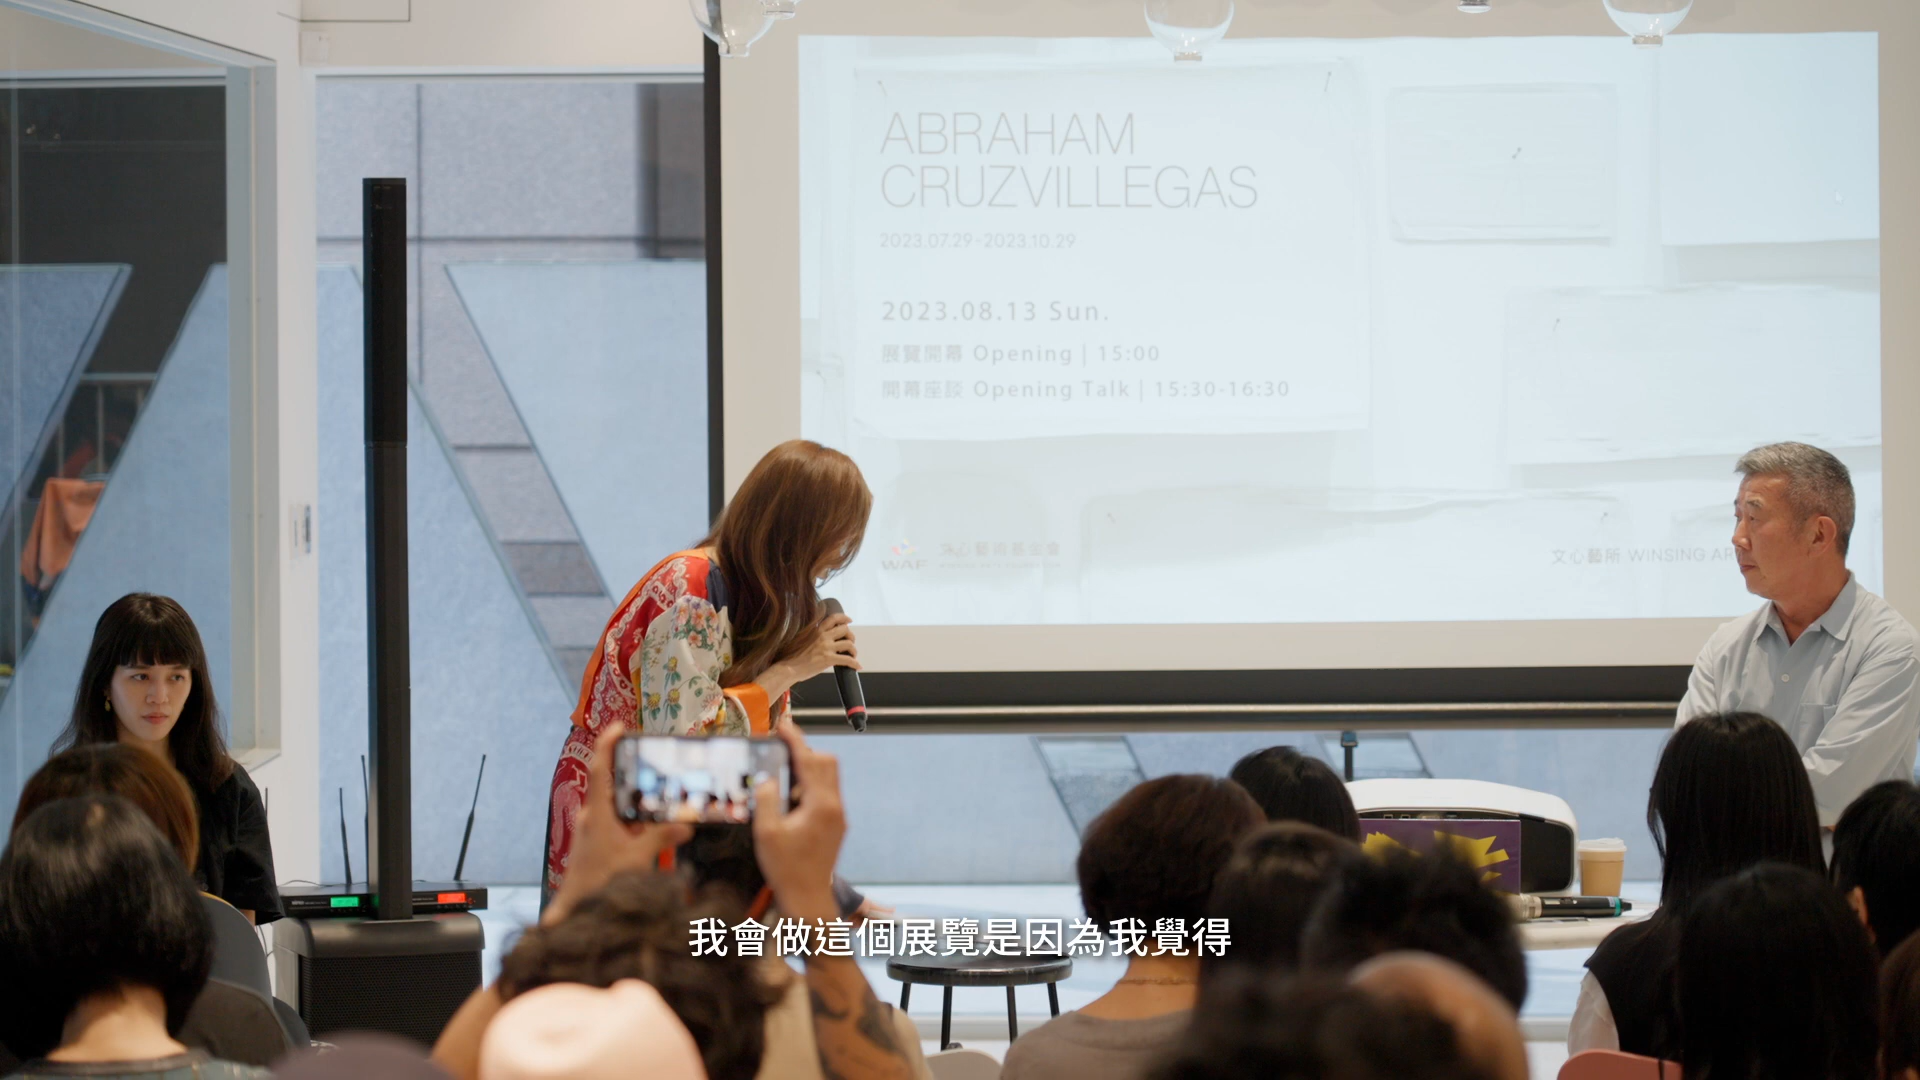 ABRAHAM
CRUZVILLEGAS
2023.07.29-2023.10.29
2023.08.13 Sun.
展覽開幕 Opening | 15:00
開幕座談 Opening Talk | 15:30-16:30
WAF 文心藝術基金會
文心藝所 WINSING AR
我會做這個展覽是因為我覺得